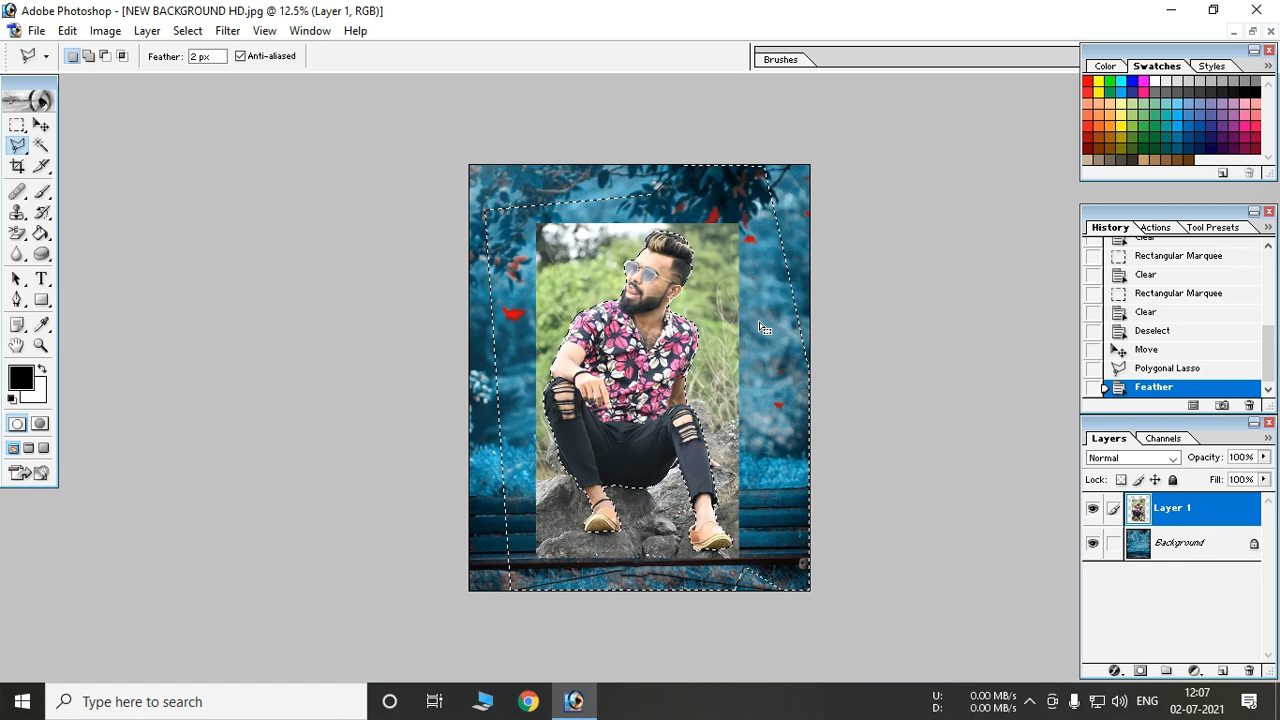 Adobe Photoshop - [NEW BACKGROUND HD.jpg @ 12.5% (Layer 1, RGB)]
File Edit Image Layer Select Filter View Window Help
Feather: 2 px Anti-aliased
Brushes
Color Swatches Styles
History Actions Tool Presets
Clear
Rectangular Marquee
Clear
Rectangular Marquee
Clear
Deselect
Move
Polygonal Lasso
Feather
Layers Channels
Normal Opacity: 100%
Lock: Fill: 100%
Layer 1
Background
Type here to search
U: 0.00 MB/s
D: 0.00 MB/s
ENG
12:07
02-07-2021